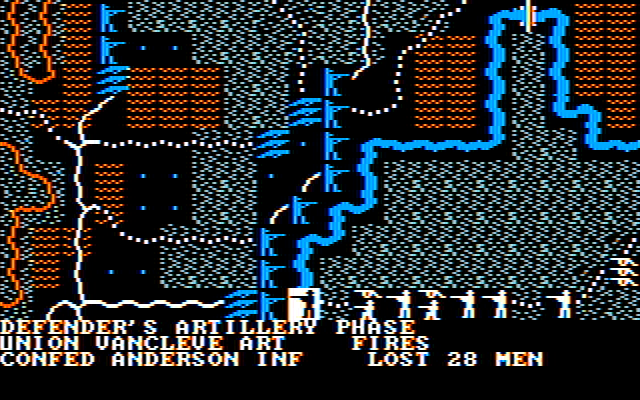 DEFENDER'S ARTILLERY PHASE
UNION VANCLEVE ART FIRES
CONFED ANDERSON INF LOST 28 MEN